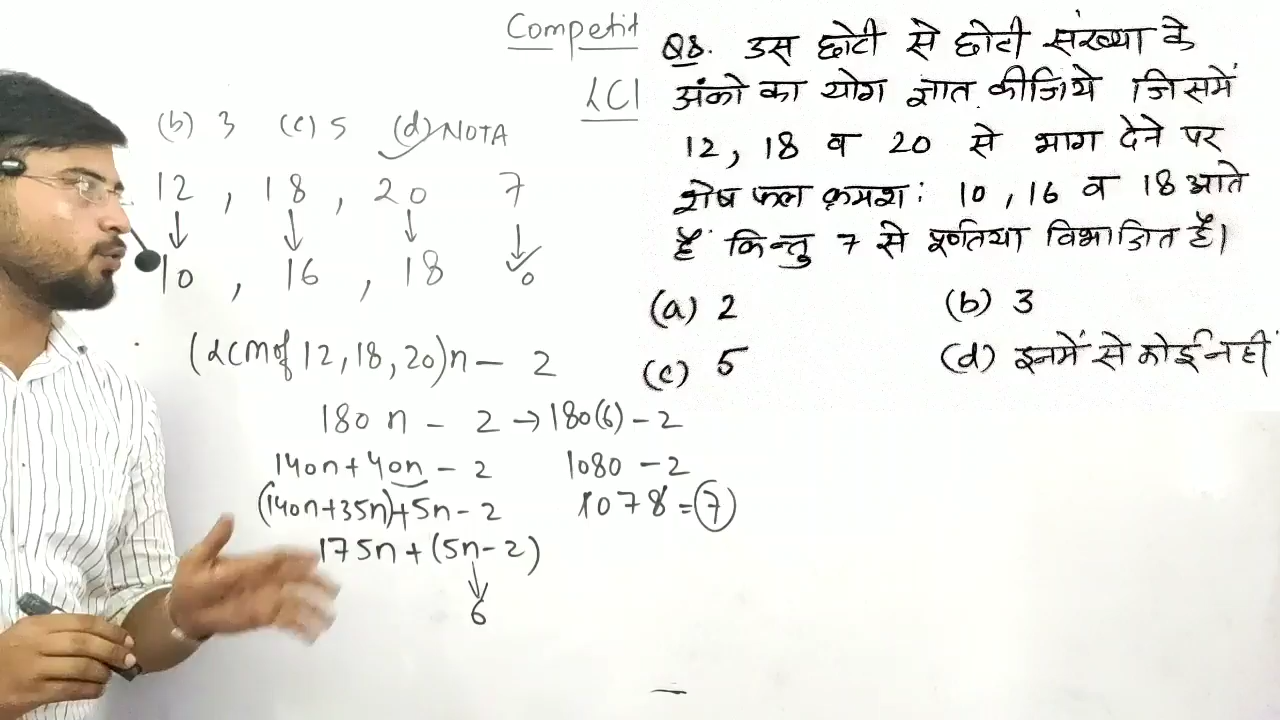 Competit
LCI
(b) 3 (c) 5 (d) NOTA
12 , 18 , 20 7
10 , 16 , 18 0
(LCM of 12, 18, 20)n - 2
180 n - 2 → 180(6) - 2
140n + 40n - 2 1080 - 2
(140n+35n)+5n - 2 1078 = 7
175n + (5n - 2)
6
Q8. उस छोटी से छोटी संख्या के
अंको का योग ज्ञात कीजिये जिसमें
12, 18 व 20 से भाग देने पर
शेष फल क्रमश: 10, 16 व 18 आते
हैं किन्तु 7 से पूर्णतया विभाजित है।
(a) 2 (b) 3
(c) 5 (d) इनमें से कोई नहीं